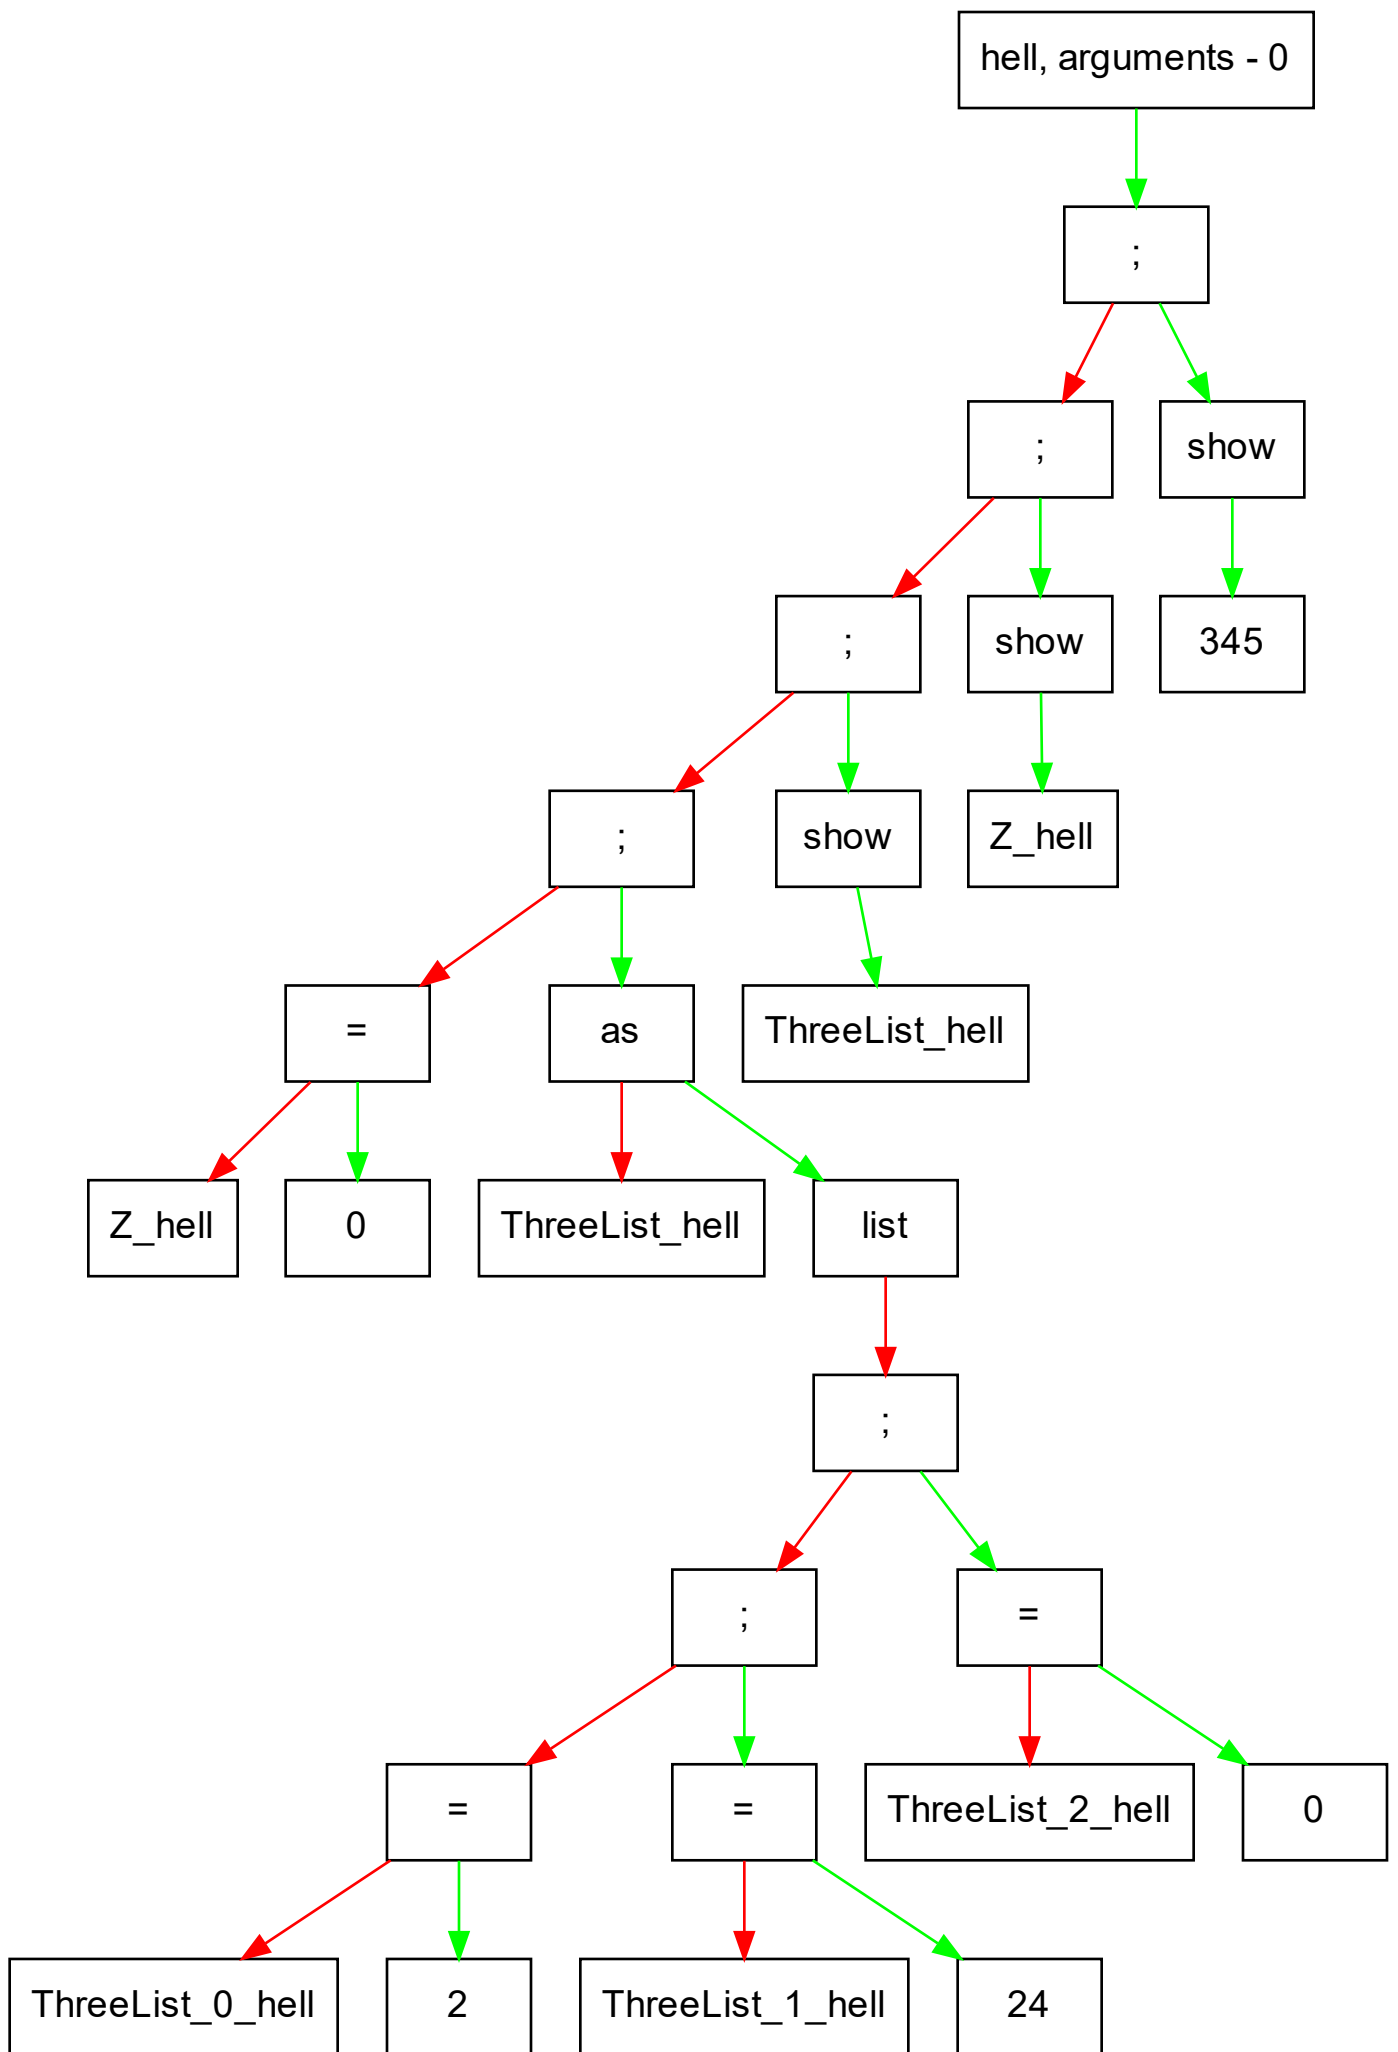 hell, arguments - 0
;
;
show
;
show
345
;
show
Z_hell
=
as
ThreeList_hell
Z_hell
0
ThreeList_hell
list
;
;
=
=
=
ThreeList_2_hell
0
ThreeList_0_hell
2
ThreeList_1_hell
24